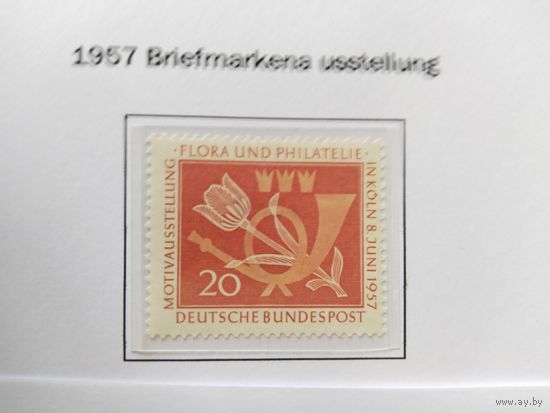 1957 Briefmarkena usstellung
MOTIVAUSSTELLUNG · FLORA UND PHILATELIE · IN KÖLN 8. JUNI 1957
20
DEUTSCHE BUNDESPOST
© www.ay.by